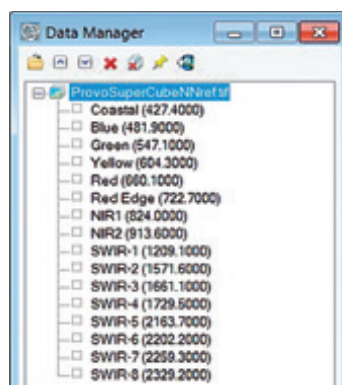 Data Manager
ProvoSuperCubeNNref.tif
Coastal (427.4000)
Blue (481.9000)
Green (547.1000)
Yellow (604.3000)
Red (660.1000)
Red Edge (722.7000)
NIR1 (824.0000)
NIR2 (913.6000)
SWIR-1 (1209.1000)
SWIR-2 (1571.6000)
SWIR-3 (1661.1000)
SWIR-4 (1729.5000)
SWIR-5 (2163.7000)
SWIR-6 (2202.2000)
SWIR-7 (2259.3000)
SWIR-8 (2329.2000)